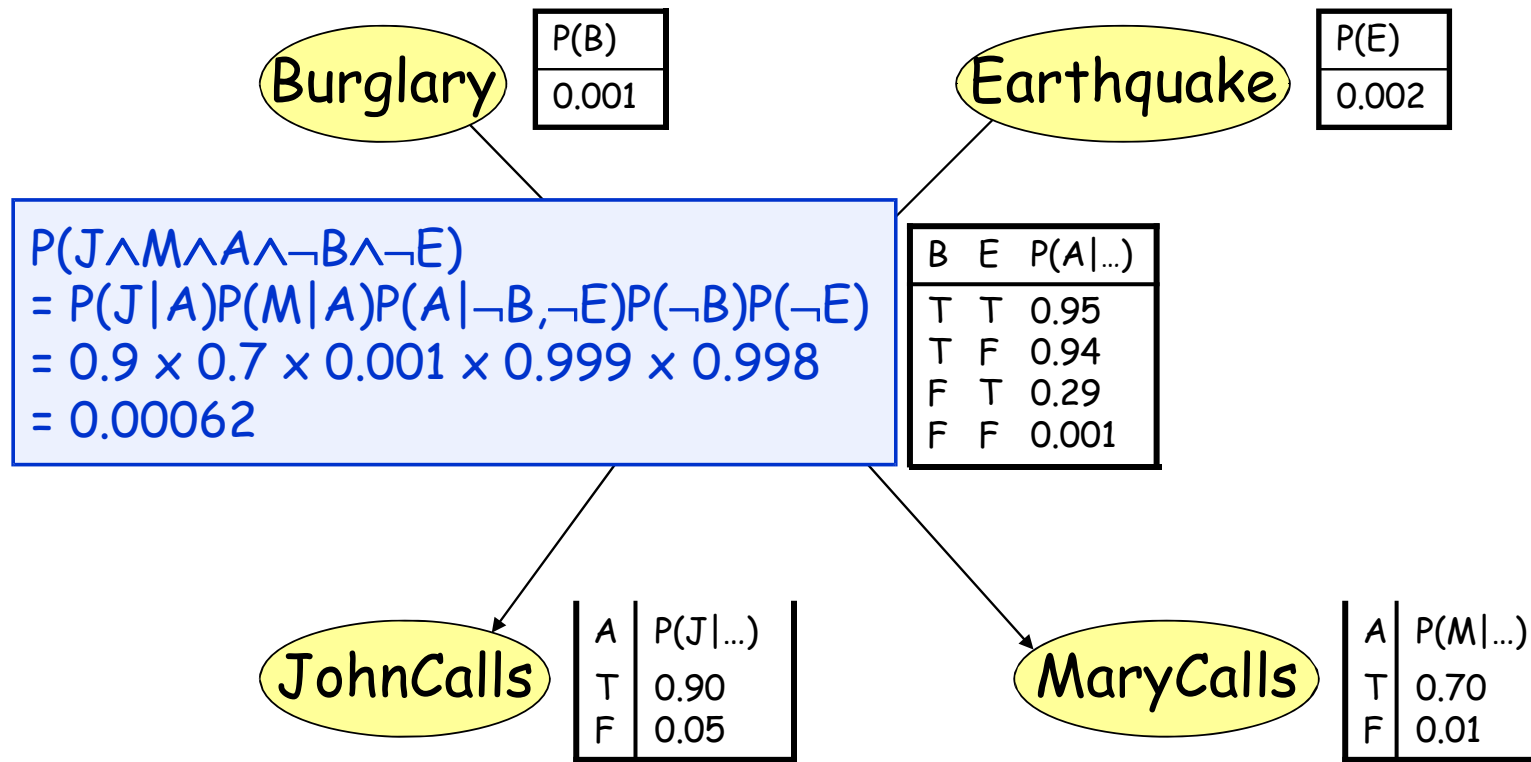 Burglary
P(B)
0.001
Earthquake
P(E)
0.002
P(J∧M∧A∧¬B∧¬E)
= P(J|A)P(M|A)P(A|¬B,¬E)P(¬B)P(¬E)
= 0.9 x 0.7 x 0.001 x 0.999 x 0.998
= 0.00062
B E P(A|…)
T T 0.95
T F 0.94
F T 0.29
F F 0.001
JohnCalls
A P(J|…)
T 0.90
F 0.05
MaryCalls
A P(M|…)
T 0.70
F 0.01